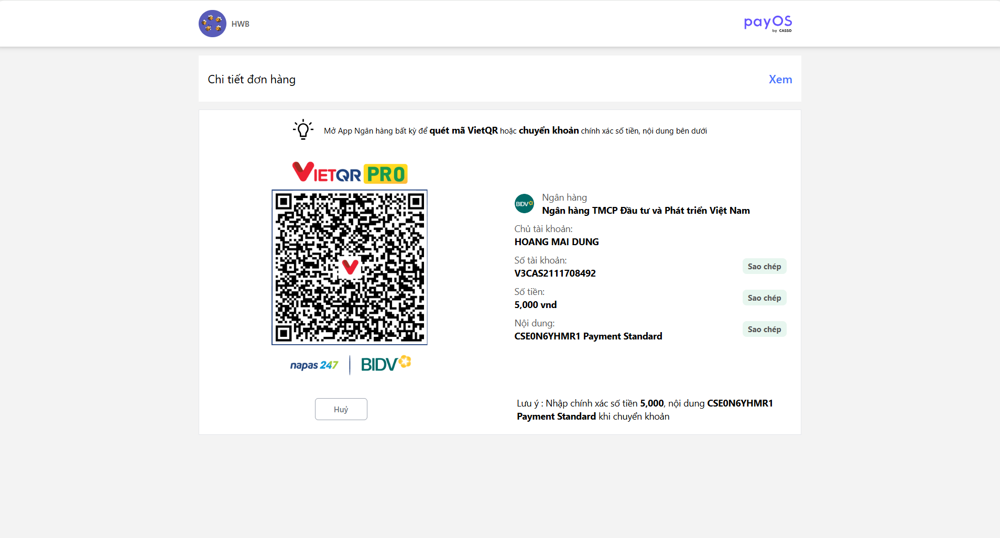 HWB
payOS
by CASSO
Chi tiết đơn hàng
Xem
Mở App Ngân hàng bất kỳ để quét mã VietQR hoặc chuyển khoản chính xác số tiền, nội dung bên dưới
VIETQR PRO
BIDV
Ngân hàng
Ngân hàng TMCP Đầu tư và Phát triển Việt Nam
Chủ tài khoản:
HOANG MAI DUNG
Số tài khoản:
V3CAS2111708492
Sao chép
Số tiền:
5,000 vnd
Sao chép
Nội dung:
CSE0N6YHMR1 Payment Standard
Sao chép
napas 247
BIDV
Huỷ
Lưu ý : Nhập chính xác số tiền 5,000, nội dung CSE0N6YHMR1
Payment Standard khi chuyển khoản